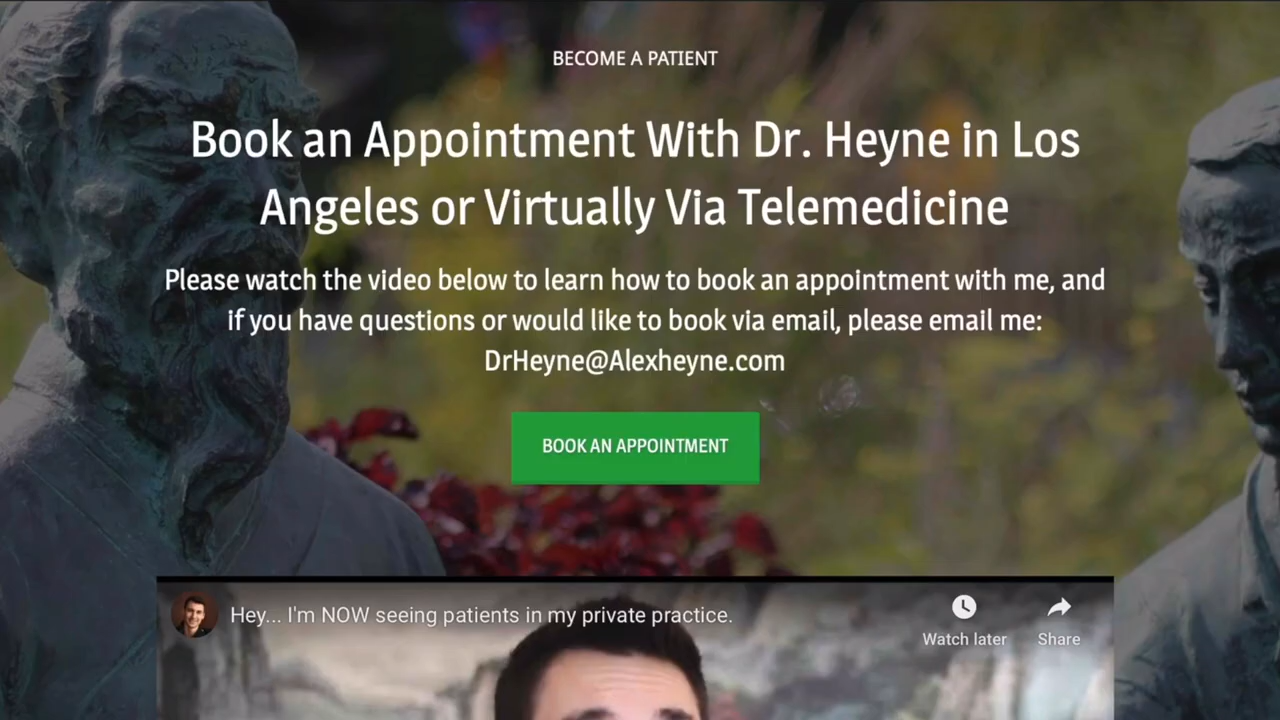 BECOME A PATIENT
Book an Appointment With Dr. Heyne in Los
Angeles or Virtually Via Telemedicine
Please watch the video below to learn how to book an appointment with me, and
if you have questions or would like to book via email, please email me:
DrHeyne@Alexheyne.com
BOOK AN APPOINTMENT
Hey... I'm NOW seeing patients in my private practice.
Watch later
Share